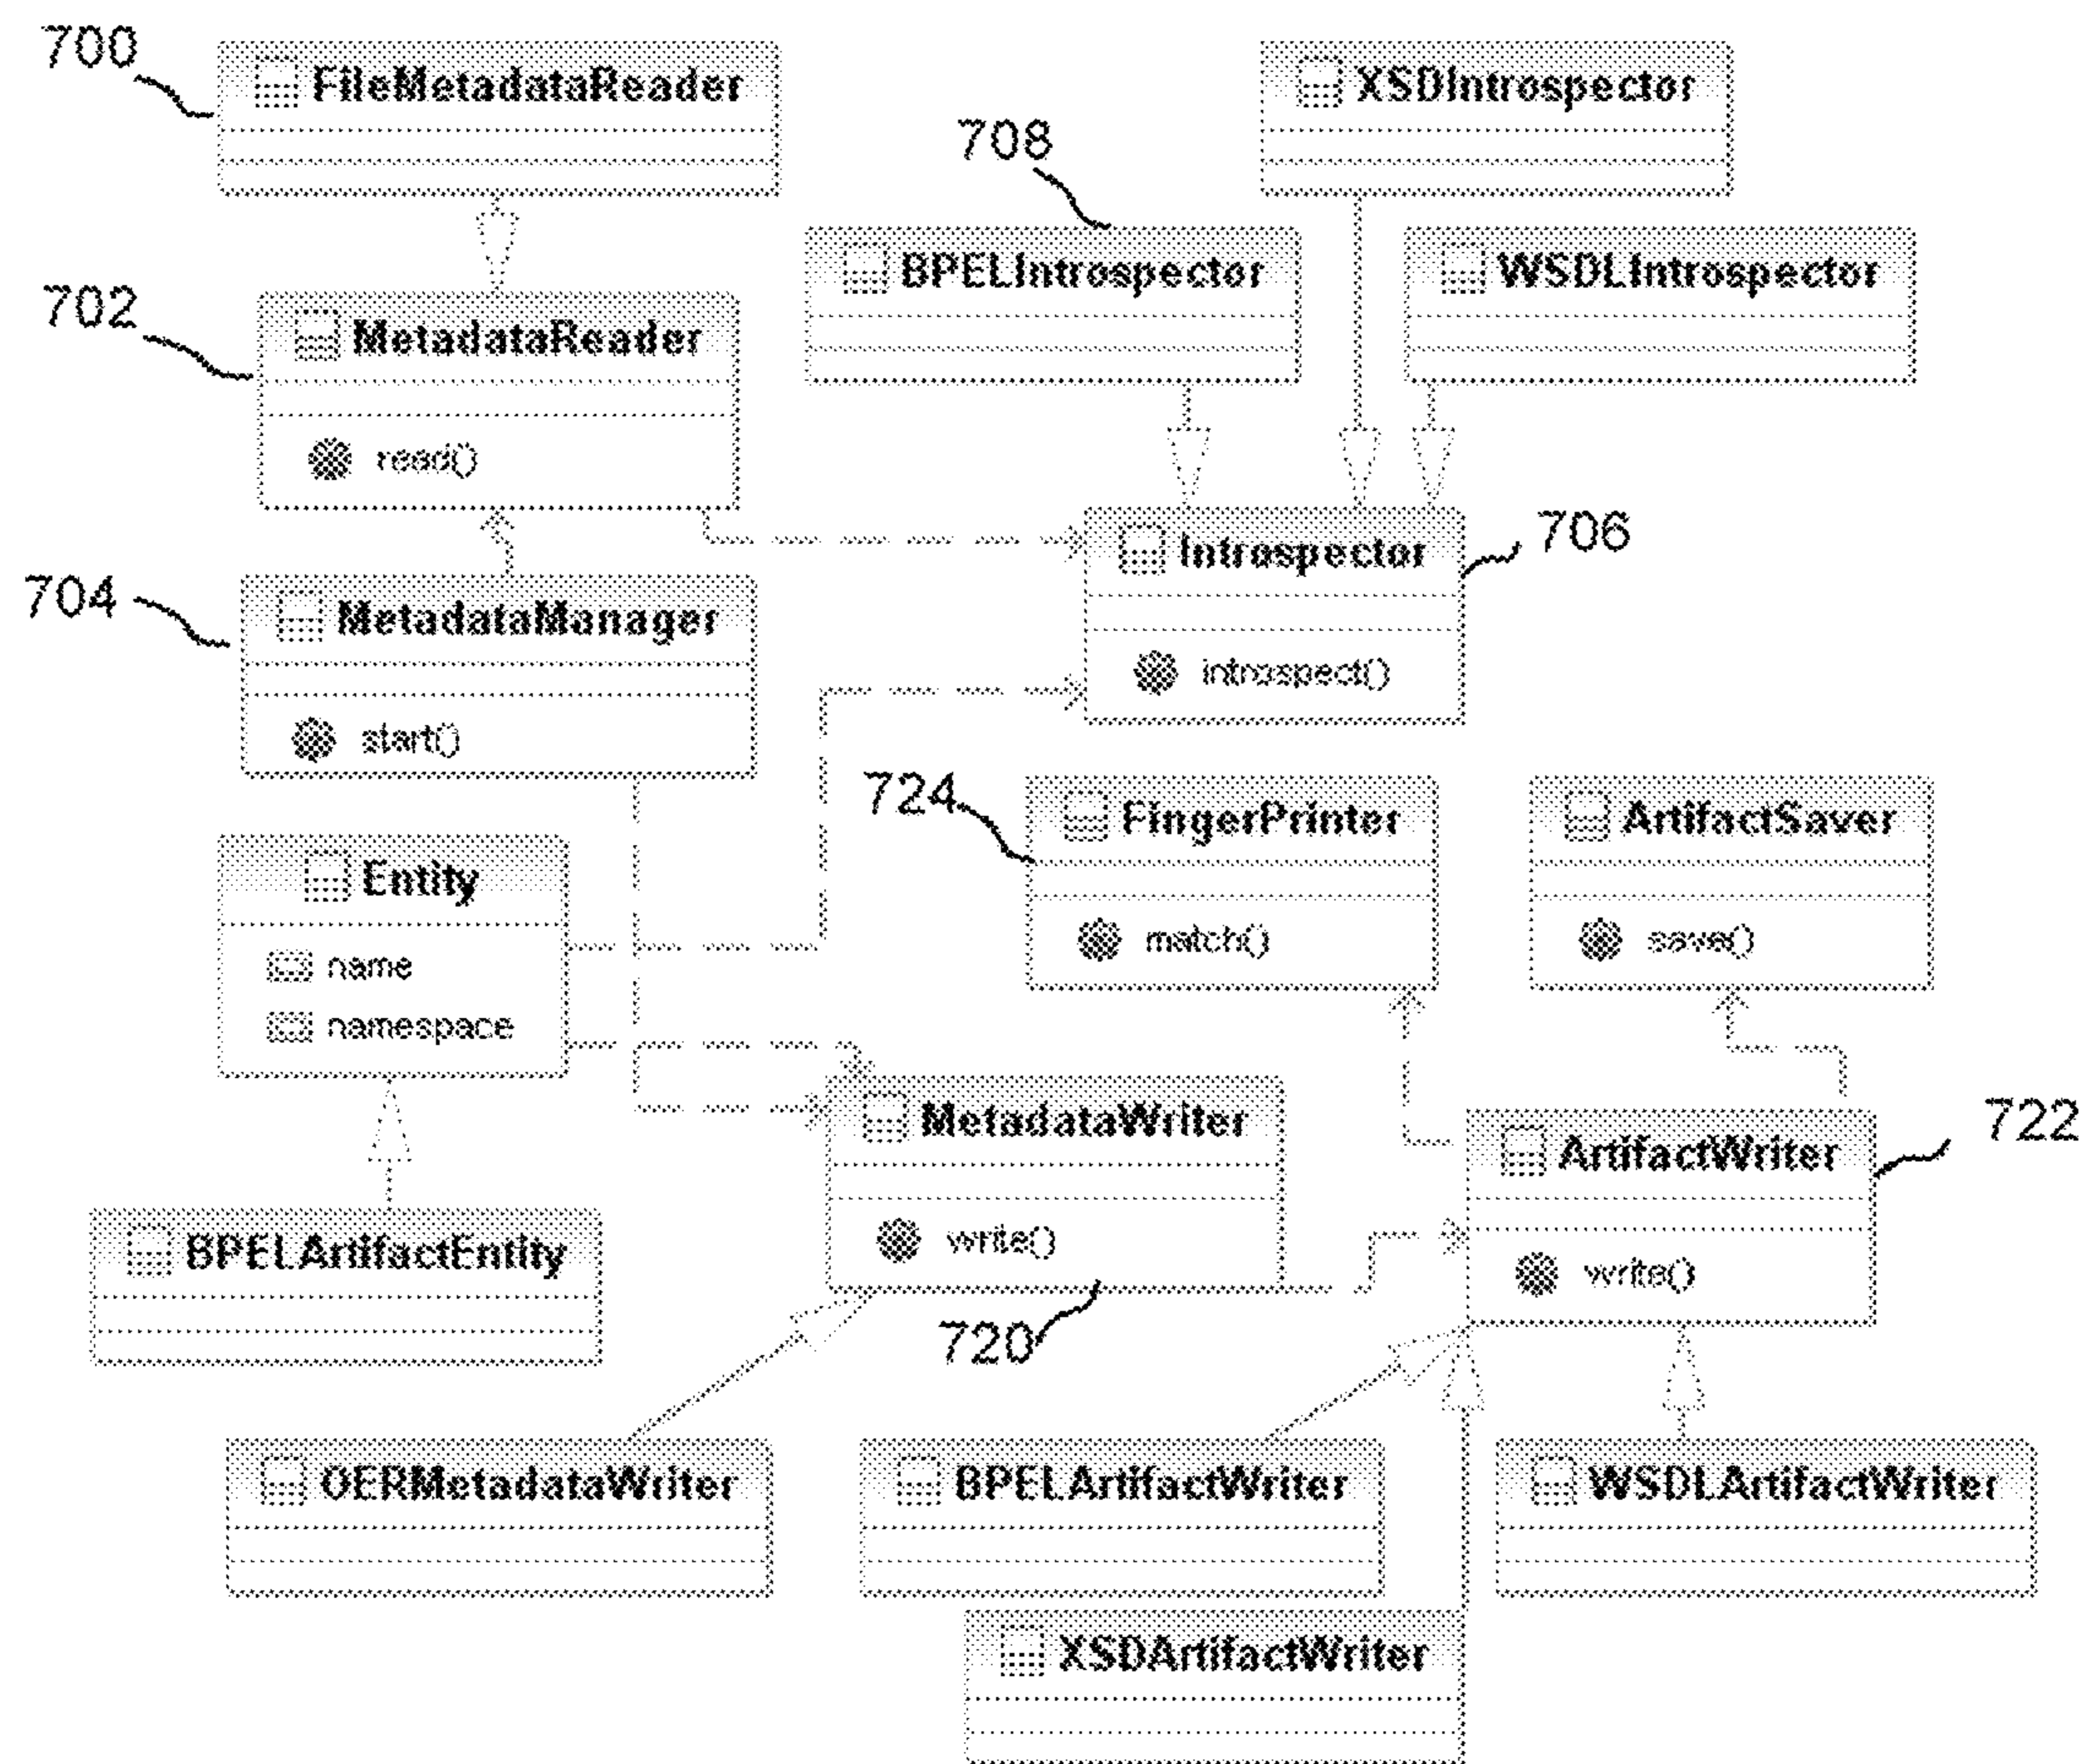 700
FileMetadataReader
XSDIntrospector
708
BPELIntrospector
WSDLIntrospector
702
MetadataReader
read()
704
MetadataManager
start()
Introspector
706
introspect()
724
FingerPrinter
match()
ArtifactSaver
save()
Entity
name
namespace
MetadataWriter
write()
720
ArtifactWriter
722
write()
BPELArtifactEntity
OERMetadataWriter
BPELArtifactWriter
WSDLArtifactWriter
XSDArtifactWriter